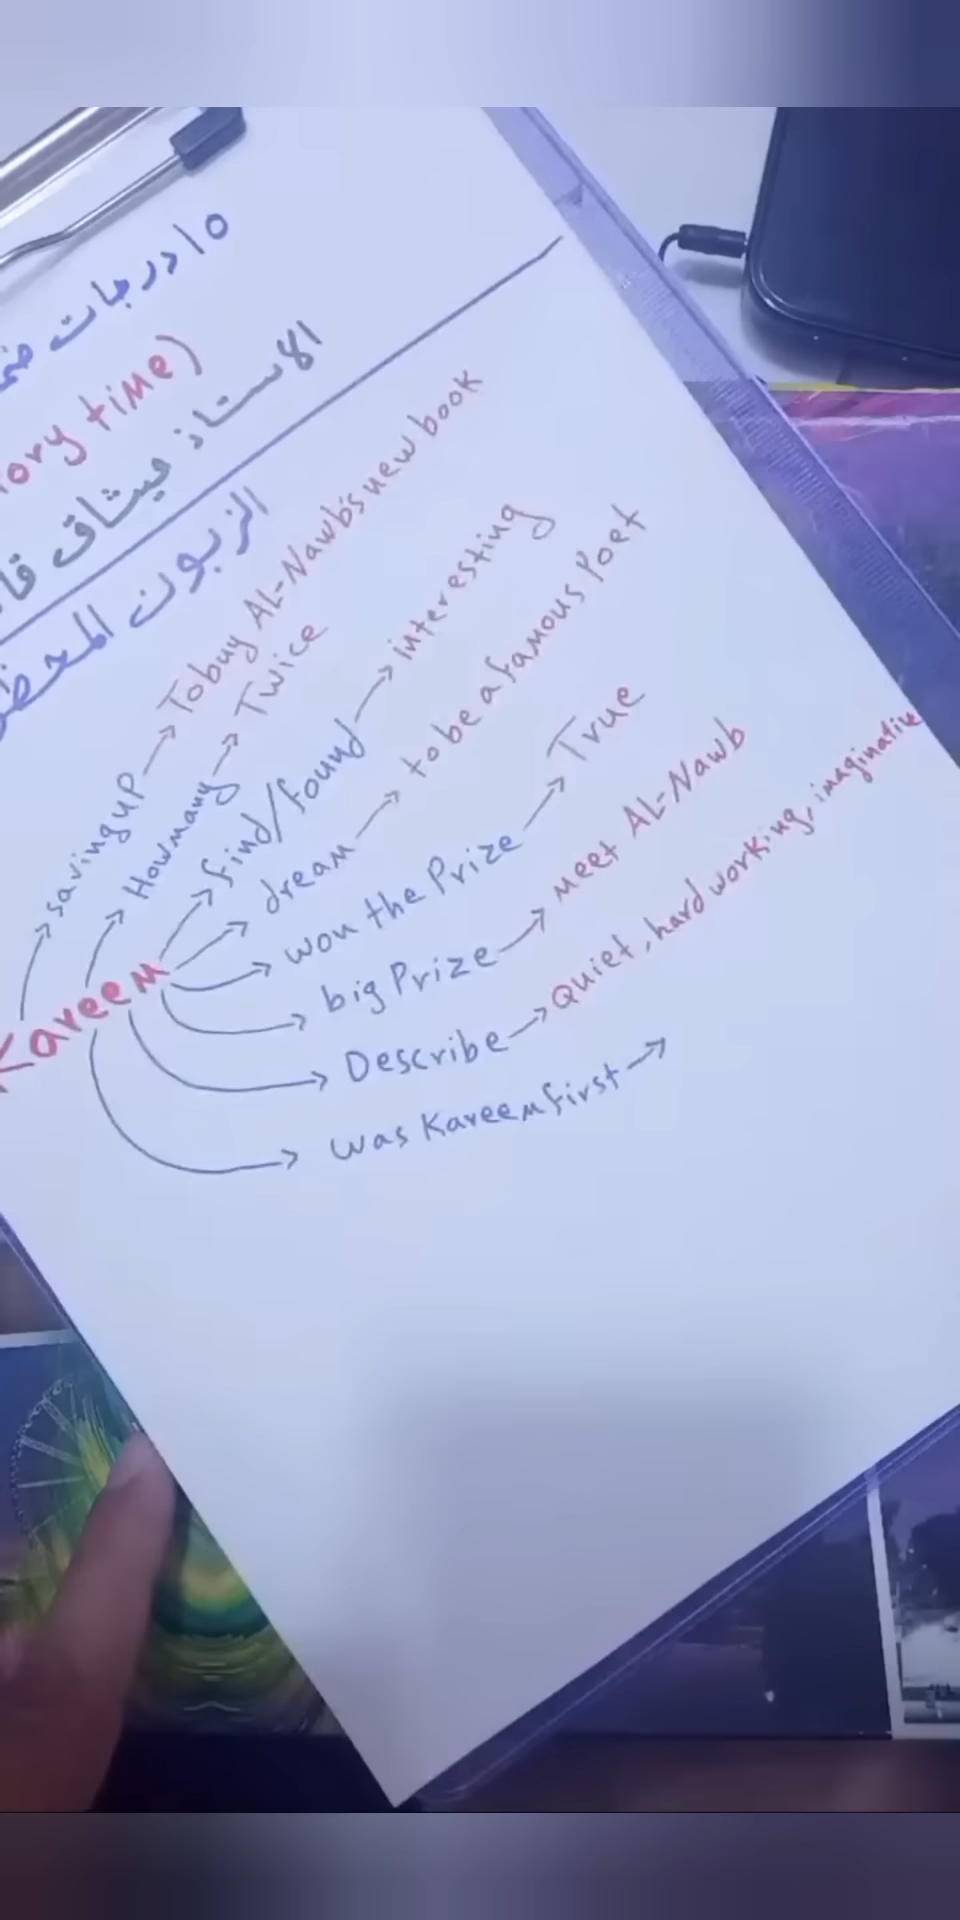 ١٠ درجات
ory time)
الاستاذ ميثاق
الزبون
Kareem
saving up → To buy AL-Nawb's new book
How many → Twice
find/found → interesting
dream → to be a famous Poet
won the Prize → True
big Prize → meet AL-Nawb
Describe → Quiet, hard working, imaginative
was Kareem first →